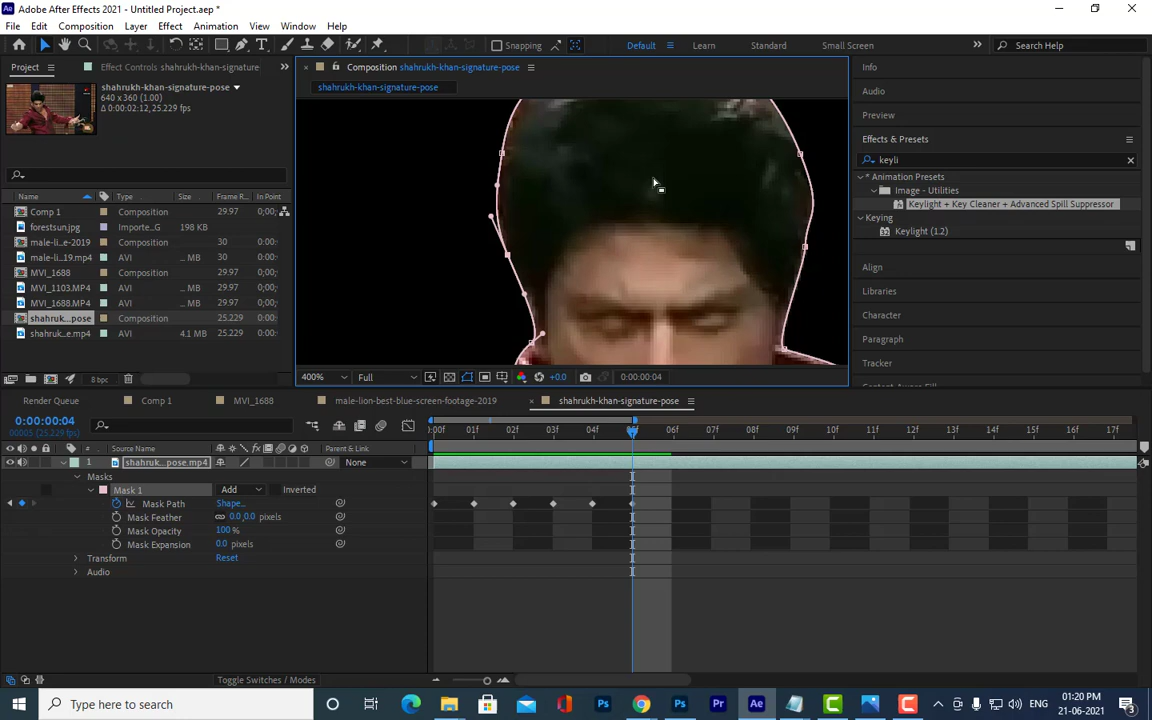 Adobe After Effects 2021 - Untitled Project.aep *
File Edit Composition Layer Effect Animation View Window Help
Snapping Default Learn Standard Small Screen Search Help
Project Effect Controls shahrukh-khan-signature
shahrukh-khan-signature-pose
640 x 360 (1.00)
Δ 0:00:02:12, 25.229 fps
Name Type Size Frame R... In Point
Comp 1 Composition 29.97 0;00;
forestsun.jpg Importe...G 198 KB
male-li...e-2019 Composition 30 0:00:
male-li...19.mp4 AVI ... MB 30 0:00:
MVI_1688 Composition 29.97 0;00;
MVI_1103.MP4 AVI ... MB 29.97 0;00;
MVI_1688.MP4 AVI ... MB 29.97 0;00;
shahruk...pose Composition 25.229 0:00:
shahruk...e.mp4 AVI 4.1 MB 25.229 0:00:
8 bpc
Composition shahrukh-khan-signature-pose
shahrukh-khan-signature-pose
400% Full +0.0 0:00:00:04
Info
Audio
Preview
Effects & Presets
keyli
* Animation Presets
Image - Utilities
Keylight + Key Cleaner + Advanced Spill Suppressor
Keying
Keylight (1.2)
Align
Libraries
Character
Paragraph
Tracker
Content-Aware Fill
Render Queue Comp 1 MVI_1688 male-lion-best-blue-screen-footage-2019 shahrukh-khan-signature-pose
0:00:00:04
00005 (25.229 fps)
:00f 01f 02f 03f 04f 05f 06f 07f 08f 09f 10f 11f 12f 13f 14f 15f 16f 17f
# Source Name Parent & Link
1 shahruk...pose.mp4 None
Masks
Mask 1 Add Inverted
Mask Path Shape...
Mask Feather 0.0,0.0 pixels
Mask Opacity 100 %
Mask Expansion 0.0 pixels
Transform Reset
Audio
Toggle Switches / Modes
Type here to search
ENG
01:20 PM
21-06-2021
3